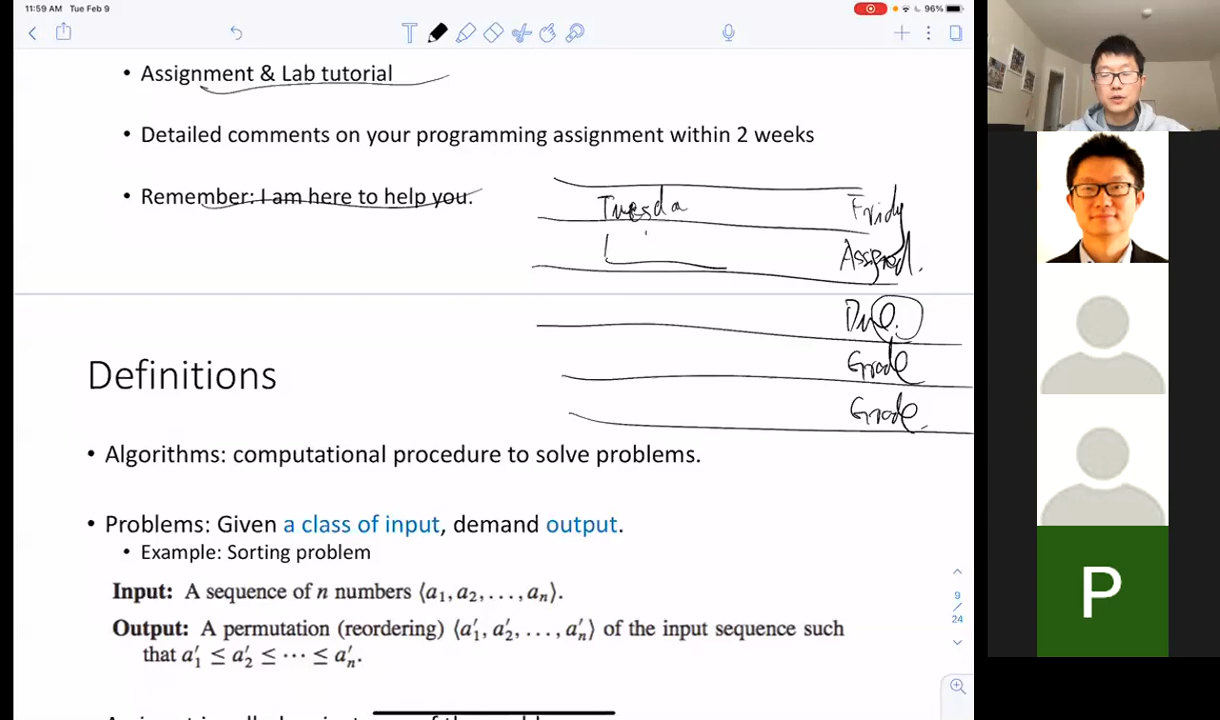 11:59 AM Tue Feb 9
96%
• Assignment & Lab tutorial
• Detailed comments on your programming assignment within 2 weeks
• Remember: I am here to help you.
Tuesda
Fridy
Assigned.
Due.
Grade
Grade.
Definitions
• Algorithms: computational procedure to solve problems.
• Problems: Given a class of input, demand output.
• Example: Sorting problem
Input: A sequence of n numbers ⟨a₁, a₂, . . . , aₙ⟩.
Output: A permutation (reordering) ⟨a′₁, a′₂, . . . , a′ₙ⟩ of the input sequence such
that a′₁ ≤ a′₂ ≤ ··· ≤ a′ₙ.
9
/
24
P